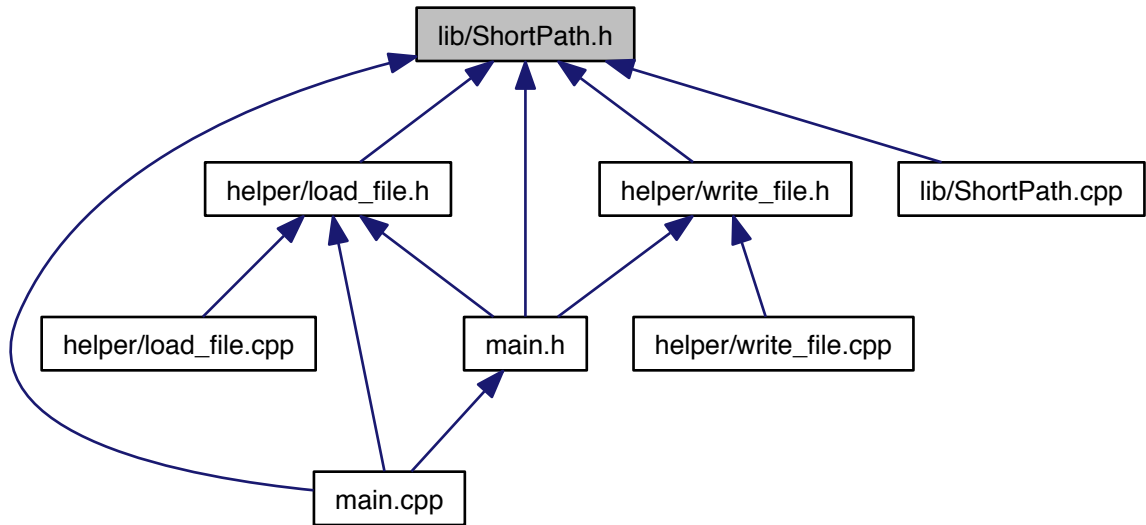 lib/ShortPath.h
helper/load_file.h
helper/write_file.h
lib/ShortPath.cpp
helper/load_file.cpp
main.h
helper/write_file.cpp
main.cpp